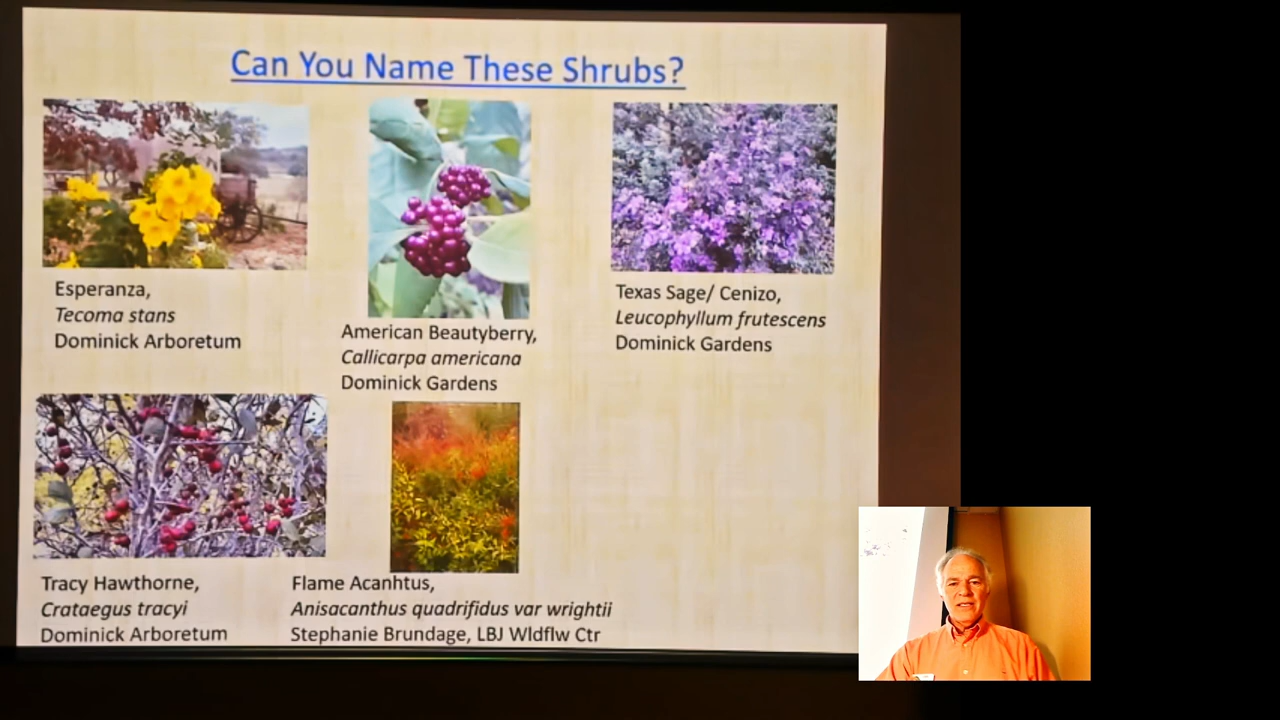 Can You Name These Shrubs?
Esperanza,
Tecoma stans
Dominick Arboretum
American Beautyberry,
Callicarpa americana
Dominick Gardens
Texas Sage/ Cenizo,
Leucophyllum frutescens
Dominick Gardens
Tracy Hawthorne,
Crataegus tracyi
Dominick Arboretum
Flame Acanhtus,
Anisacanthus quadrifidus var wrightii
Stephanie Brundage, LBJ Wldflw Ctr